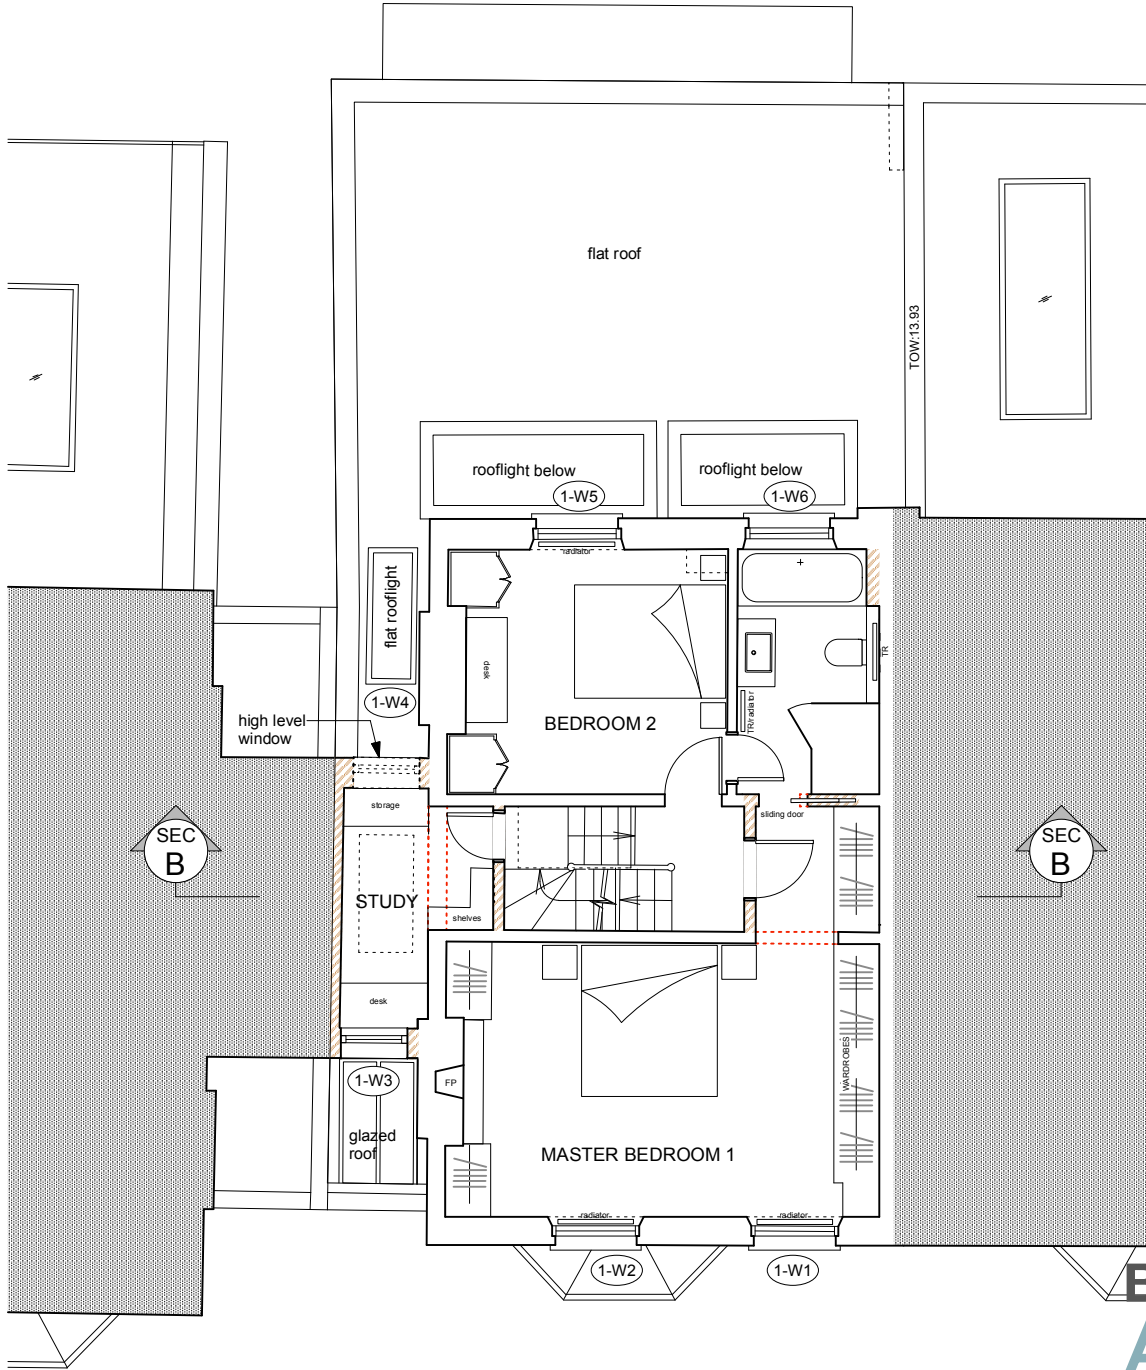 flat roof
TOW:13.93
rooflight below
rooflight below
1-W5
1-W6
radiator
flat rooflight
desk
TR
1-W4
TR/radiator
high level
window
BEDROOM 2
storage
sliding door
SEC
B
SEC
B
STUDY
shelves
desk
WARDROBES
1-W3
FP
glazed
roof
MASTER BEDROOM 1
radiator
radiator
1-W2
1-W1